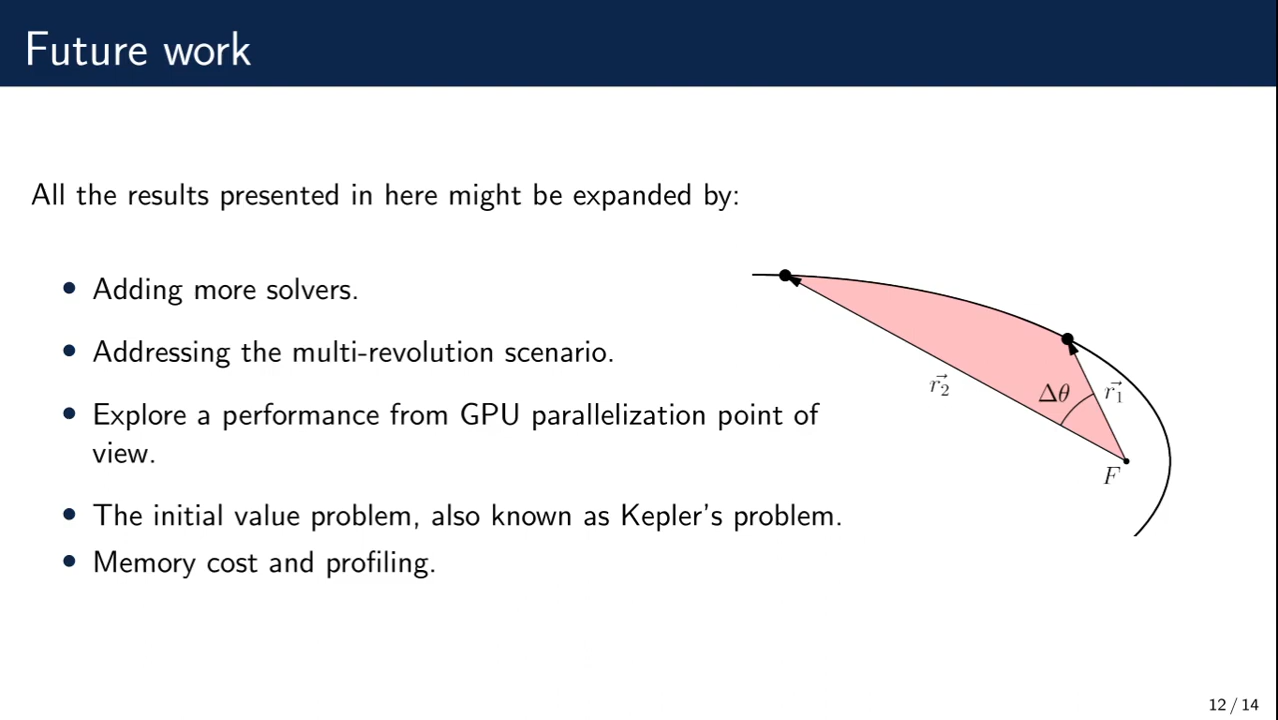 Future work
All the results presented in here might be expanded by:
• Adding more solvers.
• Addressing the multi-revolution scenario.
• Explore a performance from GPU parallelization point of
view.
• The initial value problem, also known as Kepler's problem.
• Memory cost and profiling.
r⃗₂
Δθ
r⃗₁
F
12 / 14